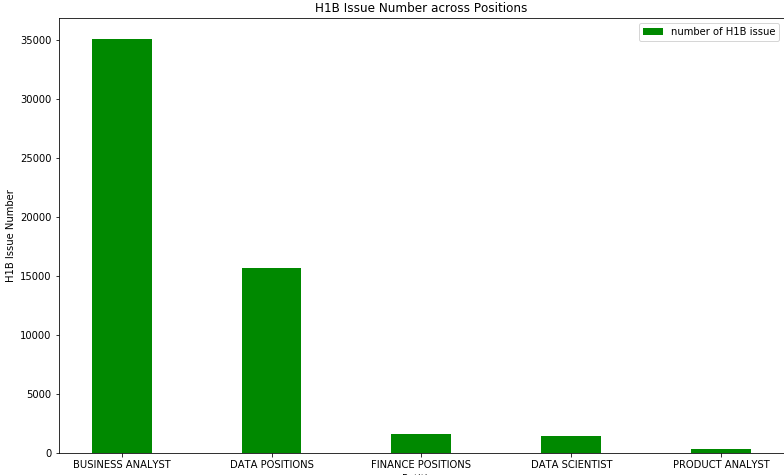 H1B Issue Number across Positions
number of H1B issue
H1B Issue Number
35000
30000
25000
20000
15000
10000
5000
0
BUSINESS ANALYST
DATA POSITIONS
FINANCE POSITIONS
DATA SCIENTIST
PRODUCT ANALYST